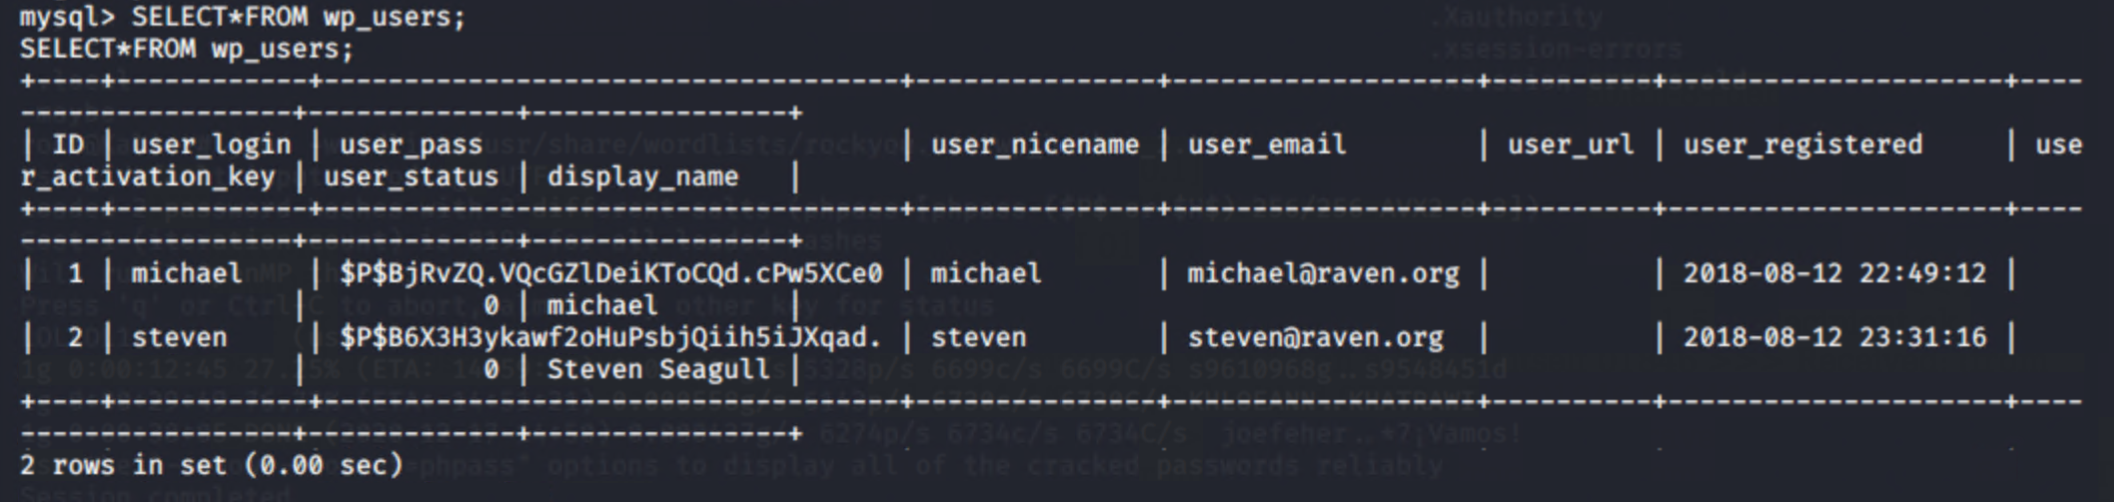 mysql> SELECT*FROM wp_users;
SELECT*FROM wp_users;
+----+------------+-------------------------------------+---------------+-------------------+----------+---------------------+----
-----------------+-------------+----------------+
| ID | user_login | user_pass | user_nicename | user_email | user_url | user_registered | use
r_activation_key | user_status | display_name |
+----+------------+-------------------------------------+---------------+-------------------+----------+---------------------+----
-----------------+-------------+----------------+
| 1 | michael | $P$BjRvZQ.VQcGZlDeiKToCQd.cPw5XCe0 | michael | michael@raven.org | | 2018-08-12 22:49:12 |
| 0 | michael |
| 2 | steven | $P$B6X3H3ykawf2oHuPsbjQiih5iJXqad. | steven | steven@raven.org | | 2018-08-12 23:31:16 |
| 0 | Steven Seagull |
+----+------------+-------------------------------------+---------------+-------------------+----------+---------------------+----
-----------------+-------------+----------------+
2 rows in set (0.00 sec)